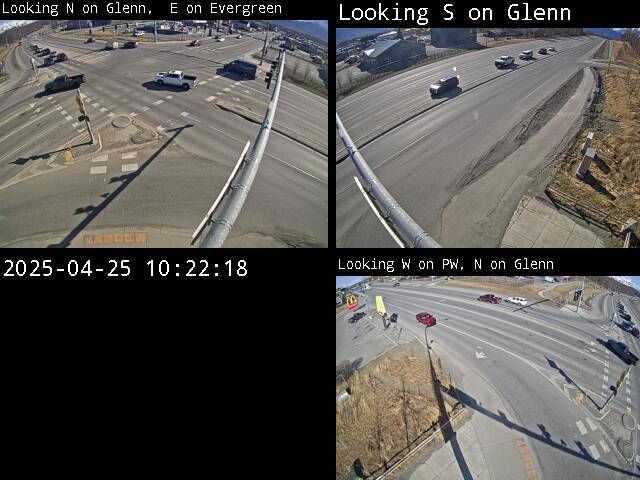 Looking N on Glenn,  E on Evergreen
Looking S on Glenn
2025-04-25 10:22:18
Looking W on PW, N on Glenn